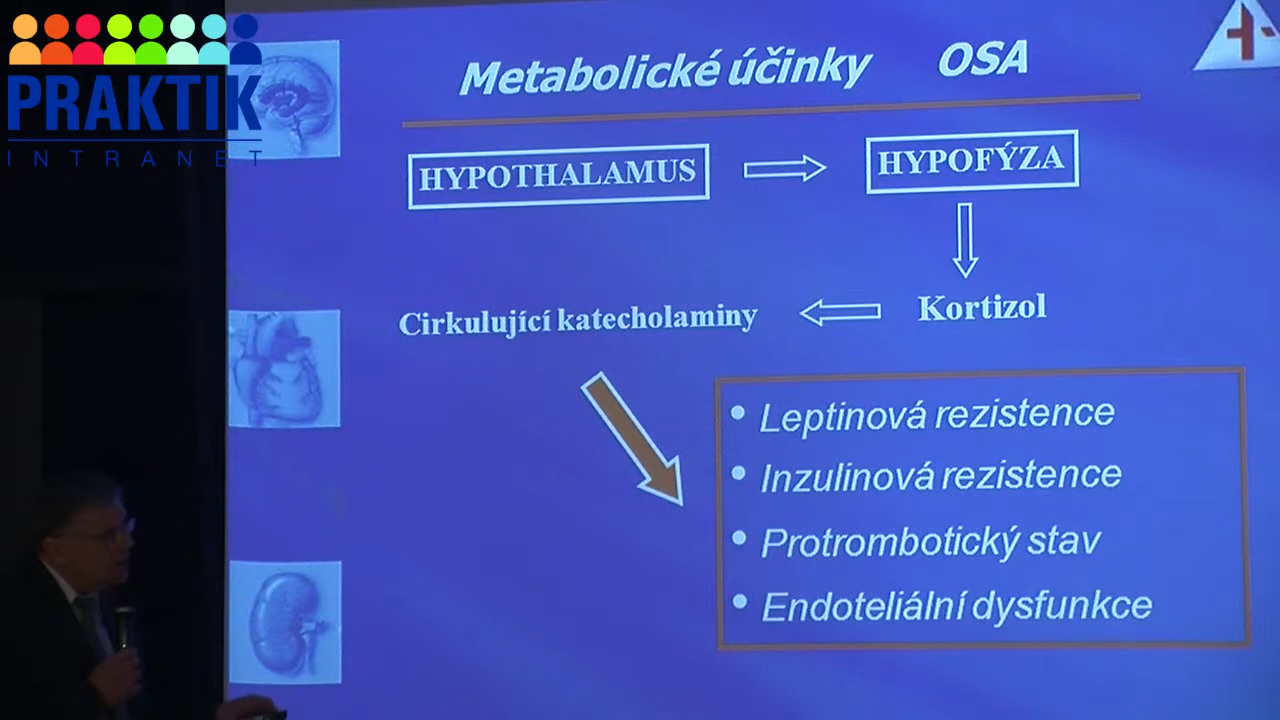 PRAKTIK
INTRANET
Metabolické účinky OSA
HYPOTHALAMUS
HYPOFÝZA
Cirkulující katecholaminy
Kortizol
• Leptinová rezistence
• Inzulinová rezistence
• Protrombotický stav
• Endoteliální dysfunkce